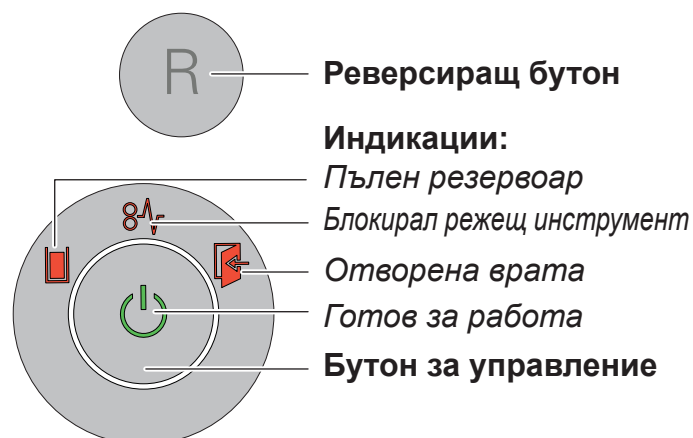 R
Реверсиращ бутон
Индикации:
Пълен резервоар
Блокирал режещ инструмент
Отворена врата
Готов за работа
Бутон за управление